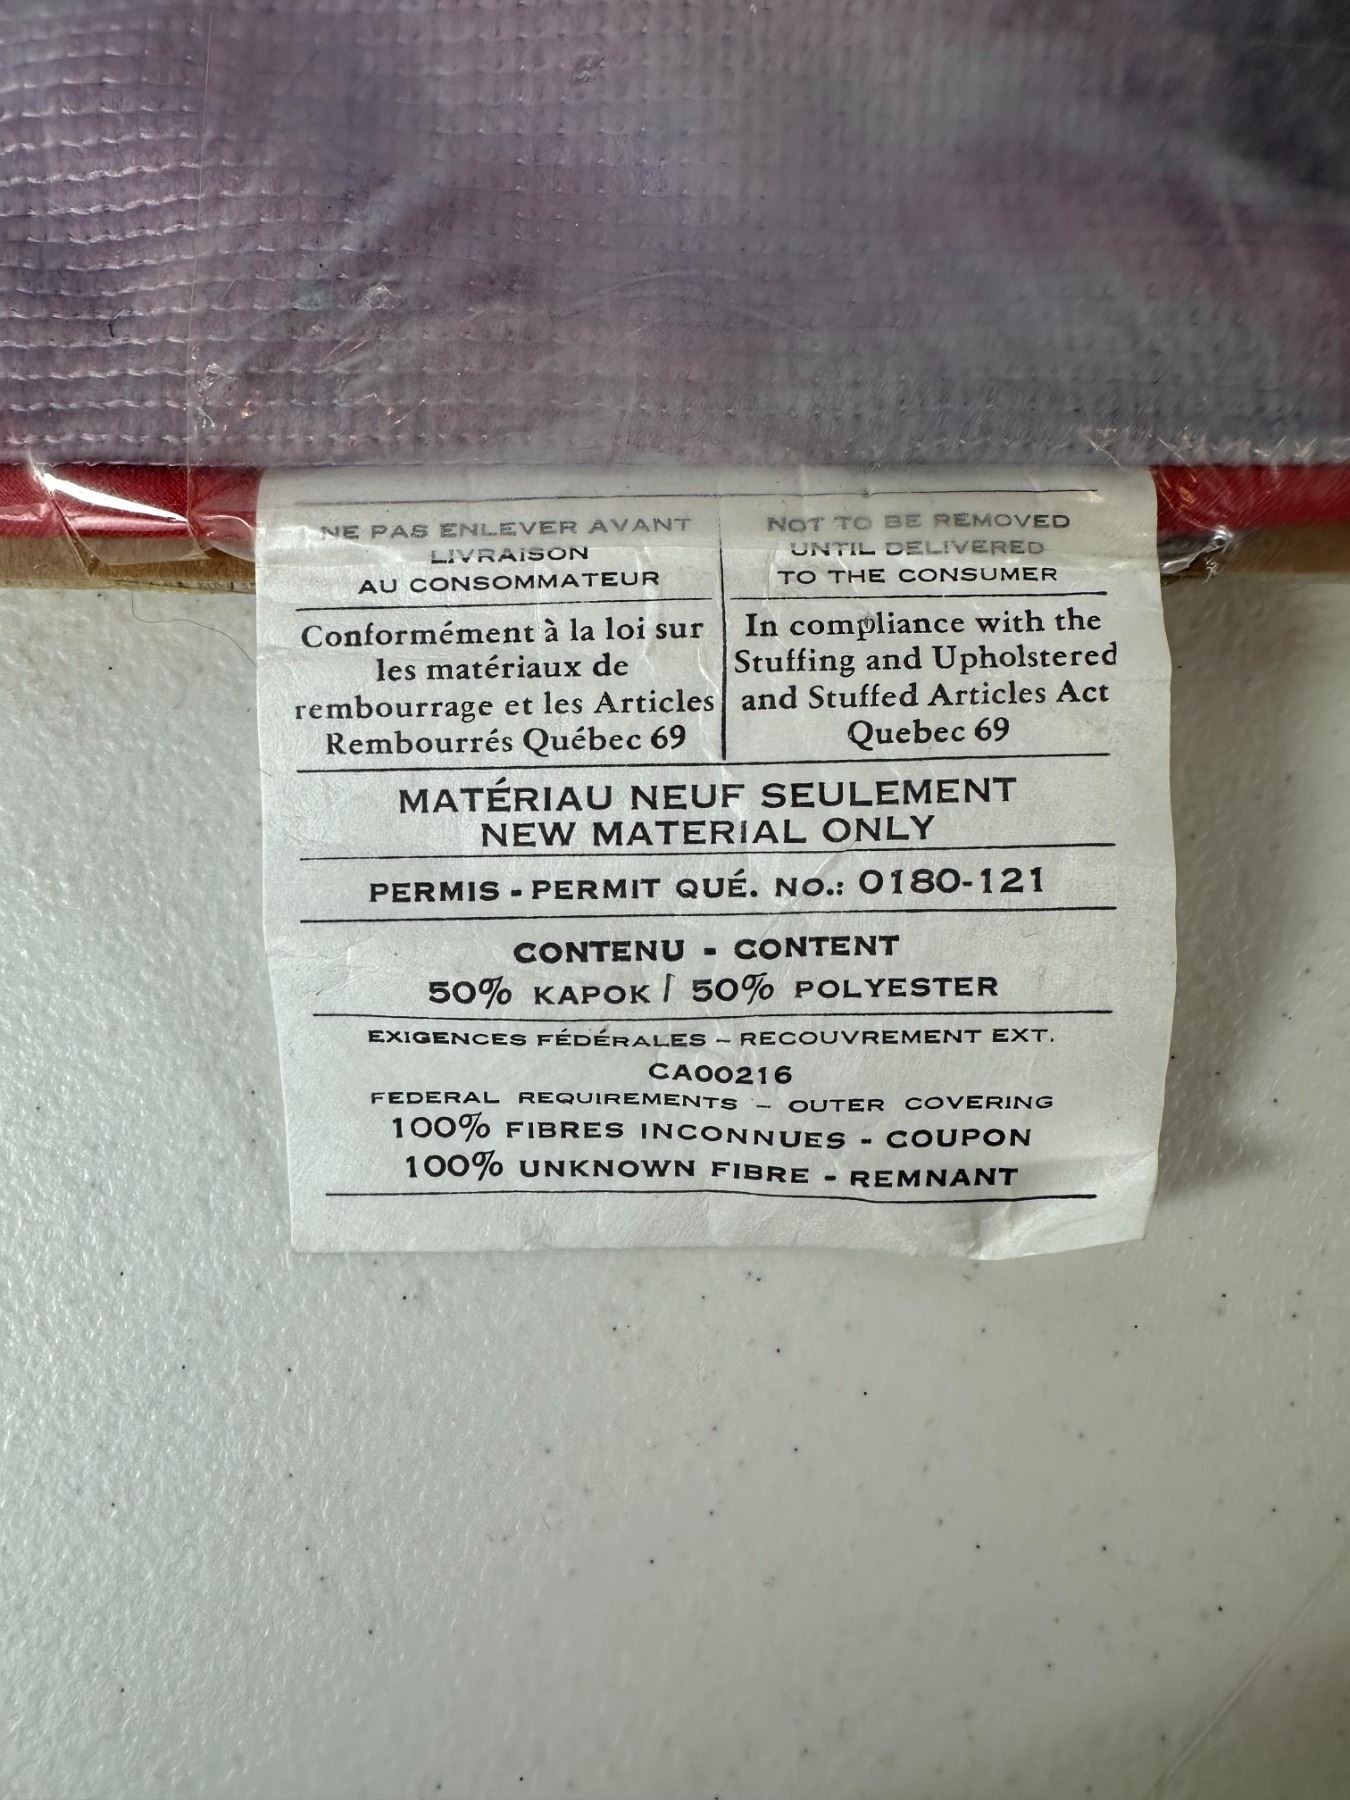 NE PAS ENLEVER AVANT
LIVRAISON
AU CONSOMMATEUR
NOT TO BE REMOVED
UNTIL DELIVERED
TO THE CONSUMER
Conformément à la loi sur
les matériaux de
rembourrage et les Articles
Rembourrés Québec 69
In compliance with the
Stuffing and Upholstered
and Stuffed Articles Act
Quebec 69
MATÉRIAU NEUF SEULEMENT
NEW MATERIAL ONLY
PERMIS - PERMIT QUÉ. NO.: 0180-121
CONTENU - CONTENT
50% KAPOK / 50% POLYESTER
EXIGENCES FÉDÉRALES - RECOUVREMENT EXT.
CA00216
FEDERAL REQUIREMENTS - OUTER COVERING
100% FIBRES INCONNUES - COUPON
100% UNKNOWN FIBRE - REMNANT